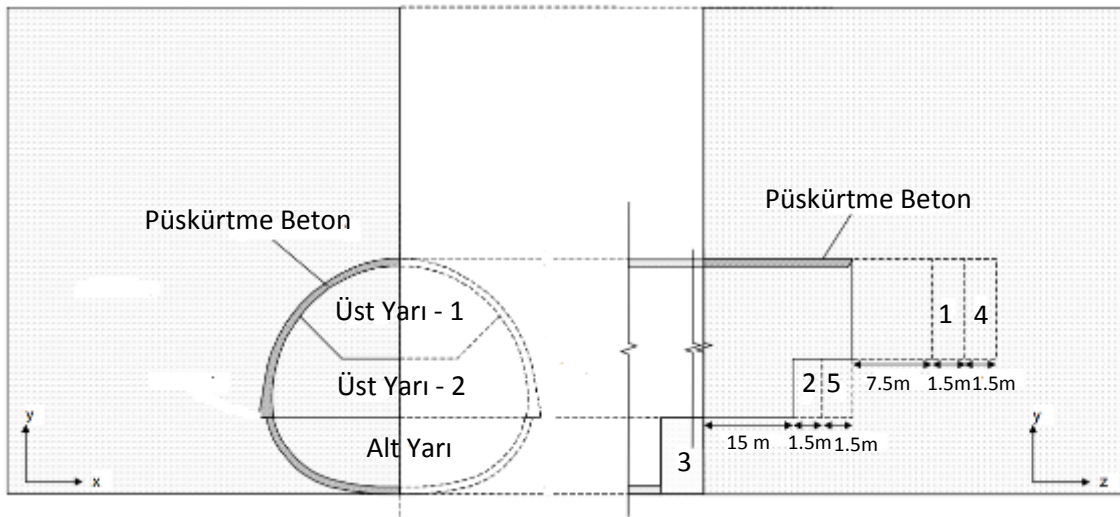 Püskürtme Beton
Püskürtme Beton
Üst Yarı - 1
Üst Yarı - 2
Alt Yarı
1 4
2 5
3
7.5m 1.5m 1.5m
15 m 1.5m 1.5m
y
x
y
z